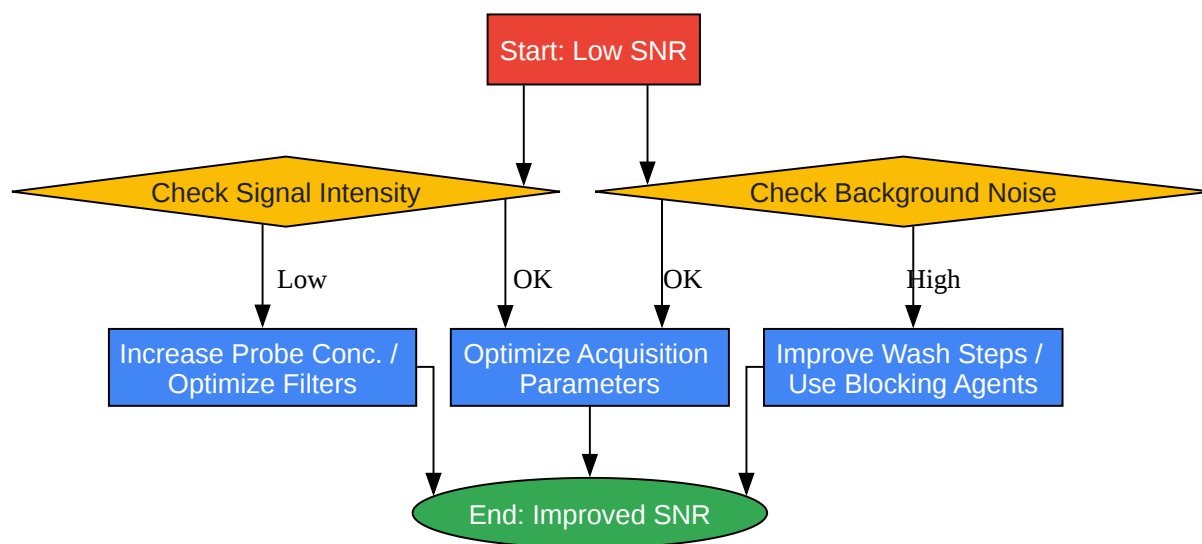 Start: Low SNR
Check Signal Intensity
Check Background Noise
Low
OK
OK
High
Increase Probe Conc. /
Optimize Filters
Optimize Acquisition
Parameters
Improve Wash Steps /
Use Blocking Agents
End: Improved SNR